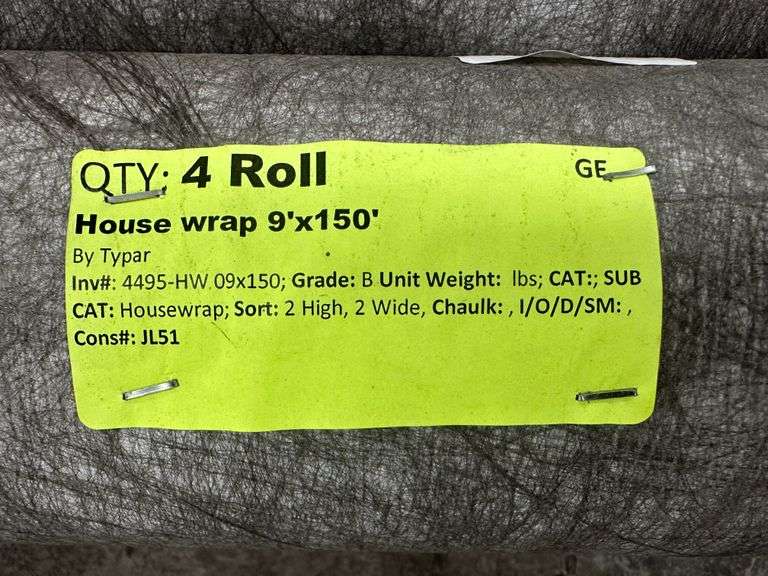 QTY: 4 Roll GE
House wrap 9'x150'
By Typar
Inv#: 4495-HW 09x150; Grade: B Unit Weight: lbs; CAT:; SUB
CAT: Housewrap; Sort: 2 High, 2 Wide, Chaulk: , I/O/D/SM: ,
Cons#: JL51